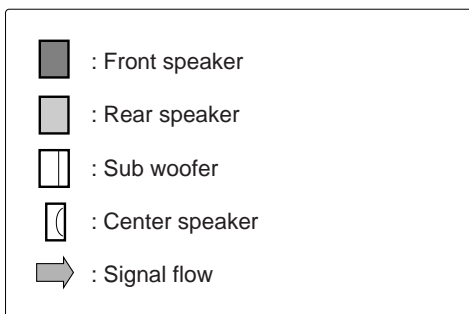 : Front speaker
: Rear speaker
: Sub woofer
: Center speaker
: Signal flow